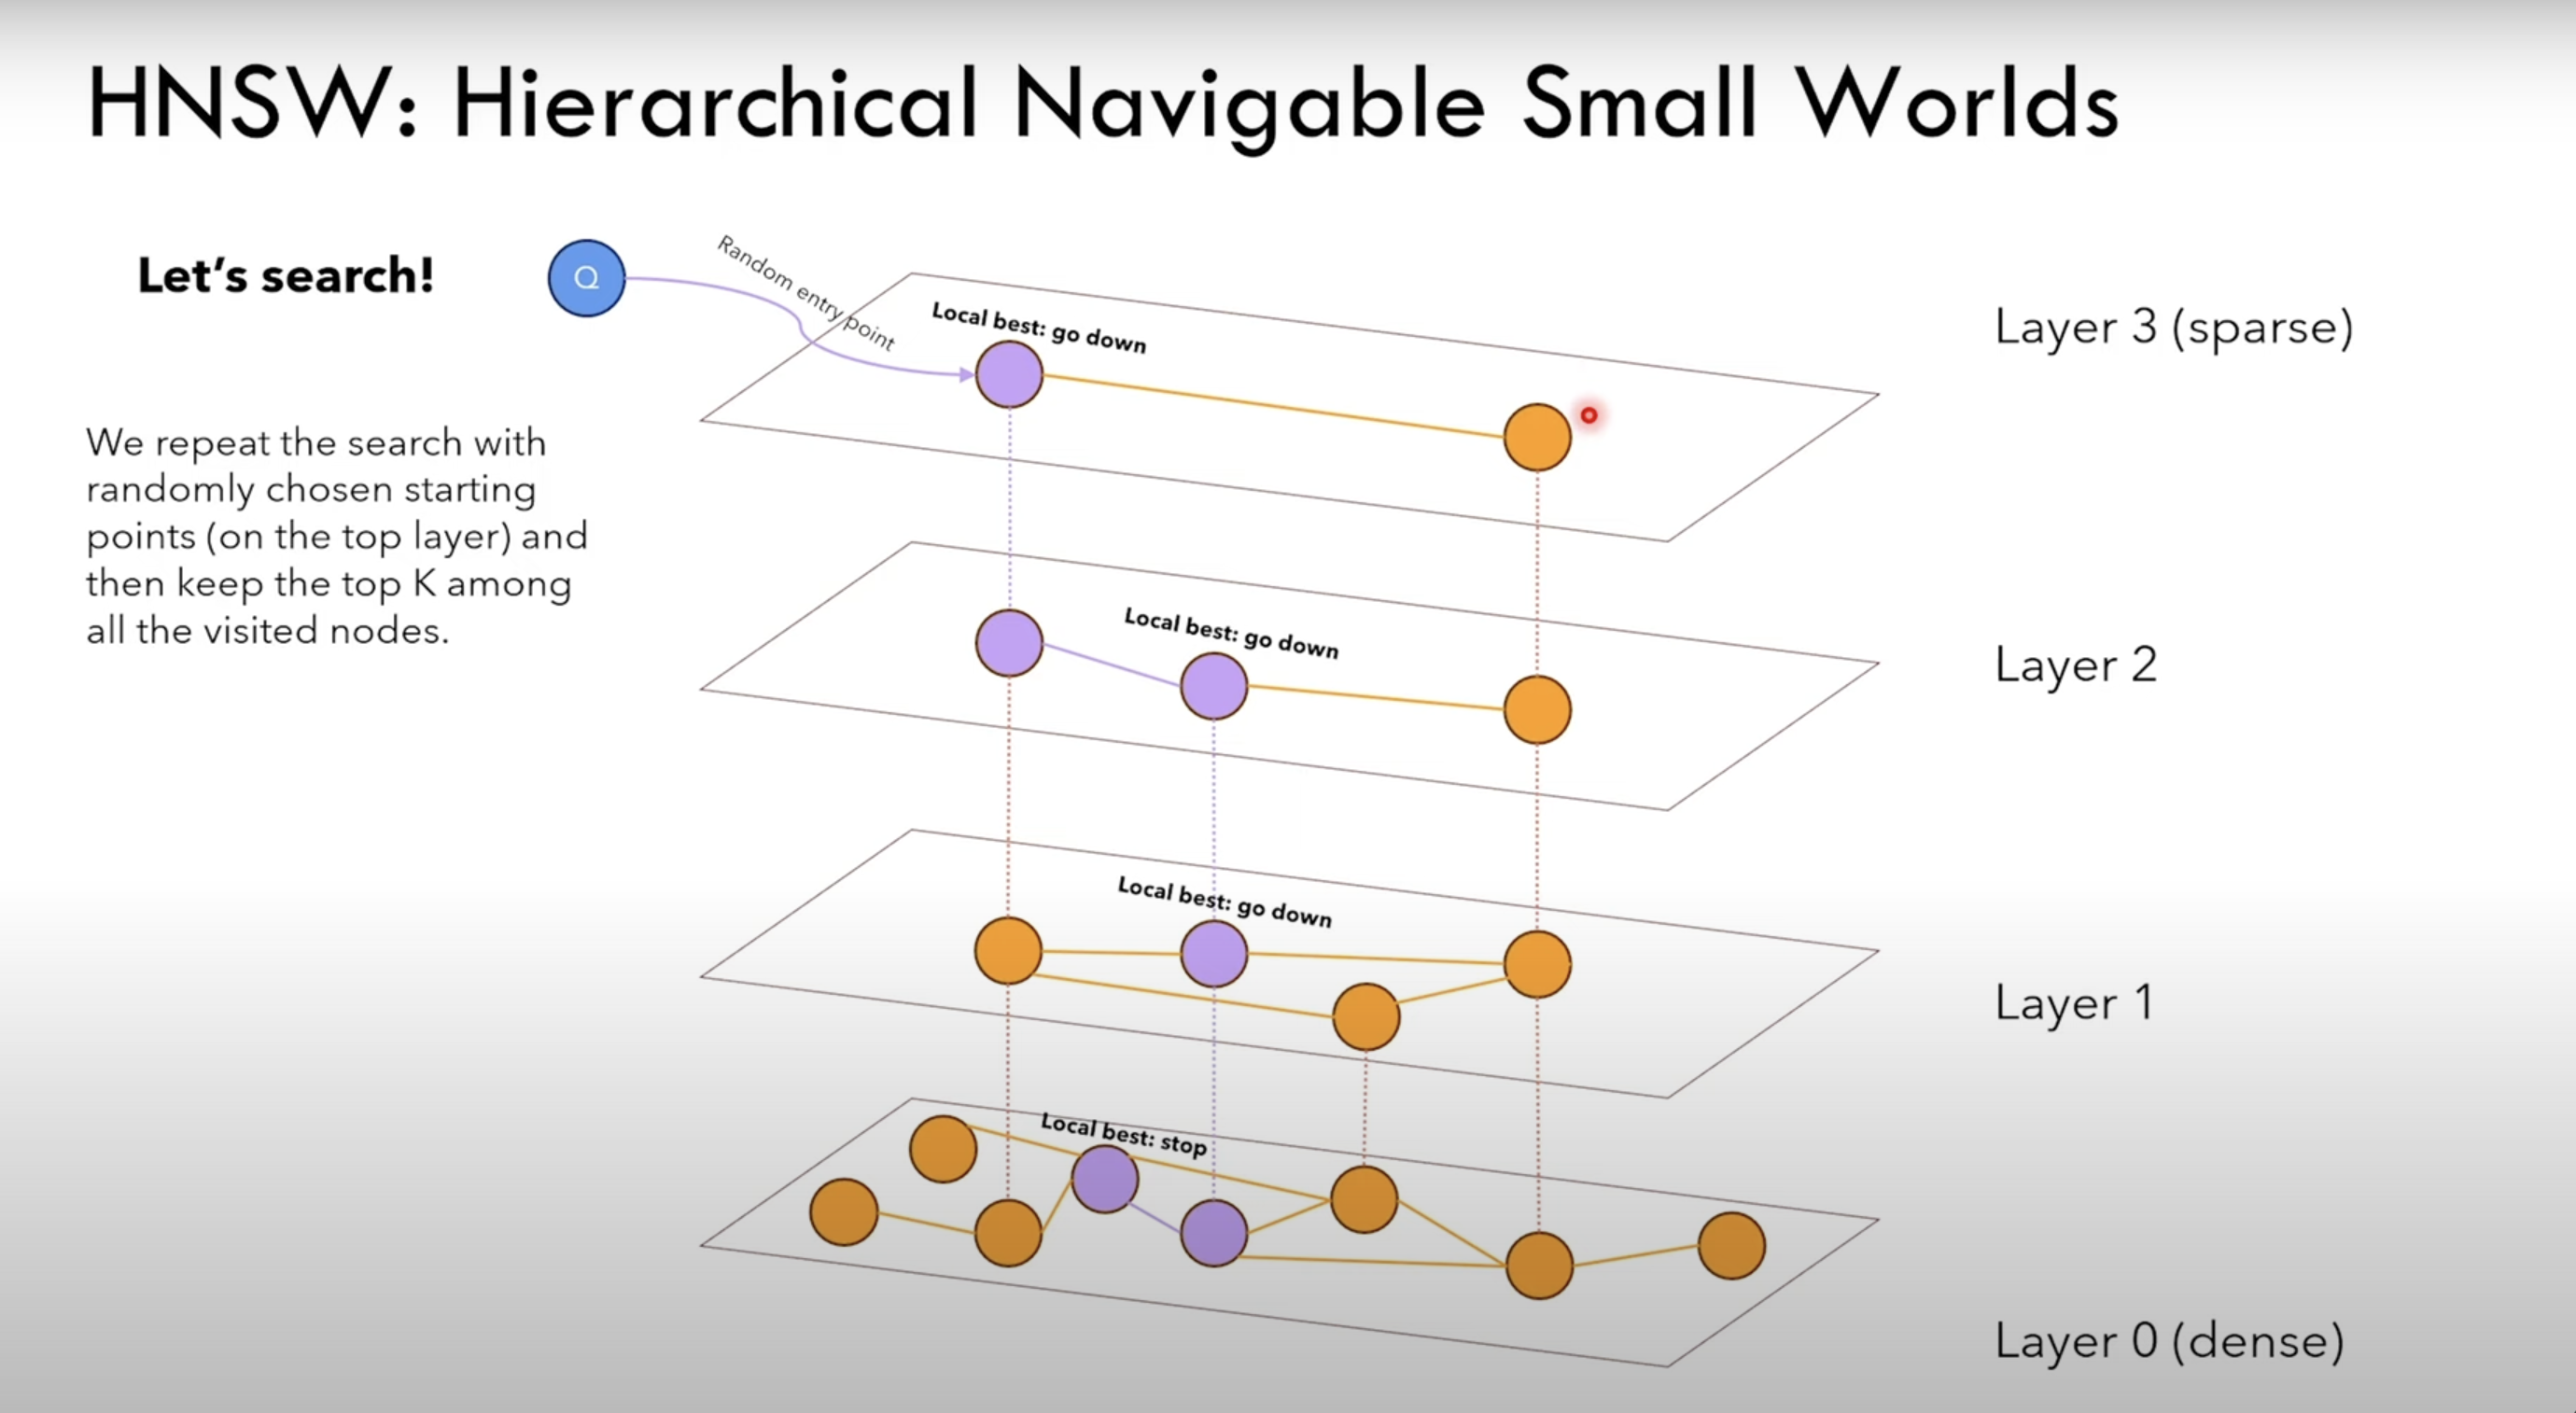 HNSW: Hierarchical Navigable Small Worlds
Let's search!
Q
Random entry point
Local best: go down
Layer 3 (sparse)
We repeat the search with
randomly chosen starting
points (on the top layer) and
then keep the top K among
all the visited nodes.
Local best: go down
Layer 2
Local best: go down
Layer 1
Local best: stop
Layer 0 (dense)